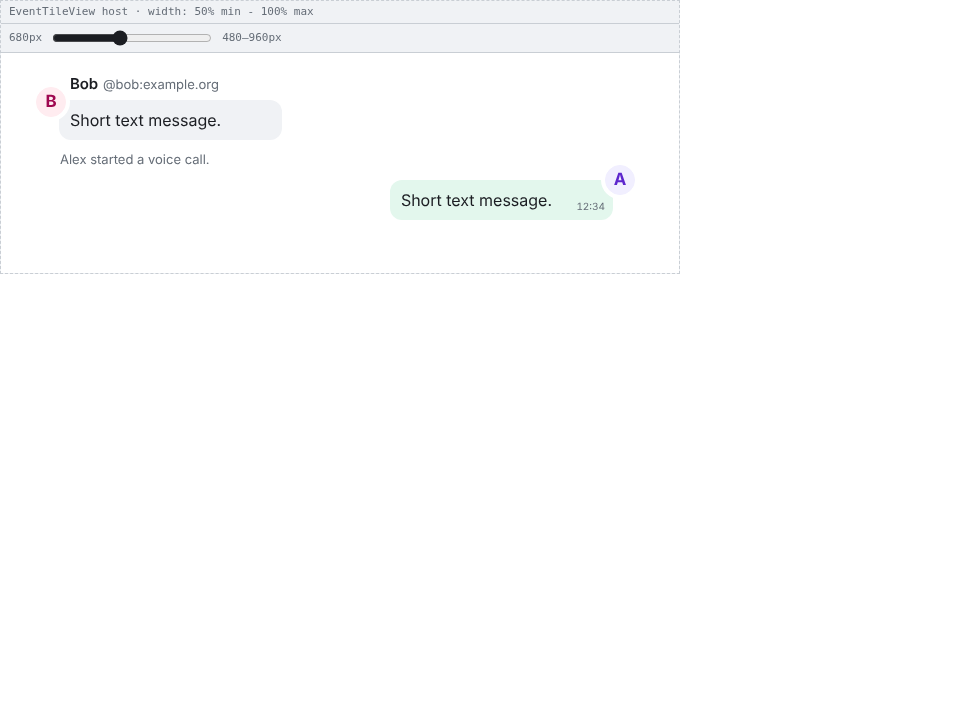 EventTileView host · width: 50% min - 100% max
680px 480–960px
Bob @bob:example.org
B
Short text message.
Alex started a voice call.
A
Short text message. 12:34